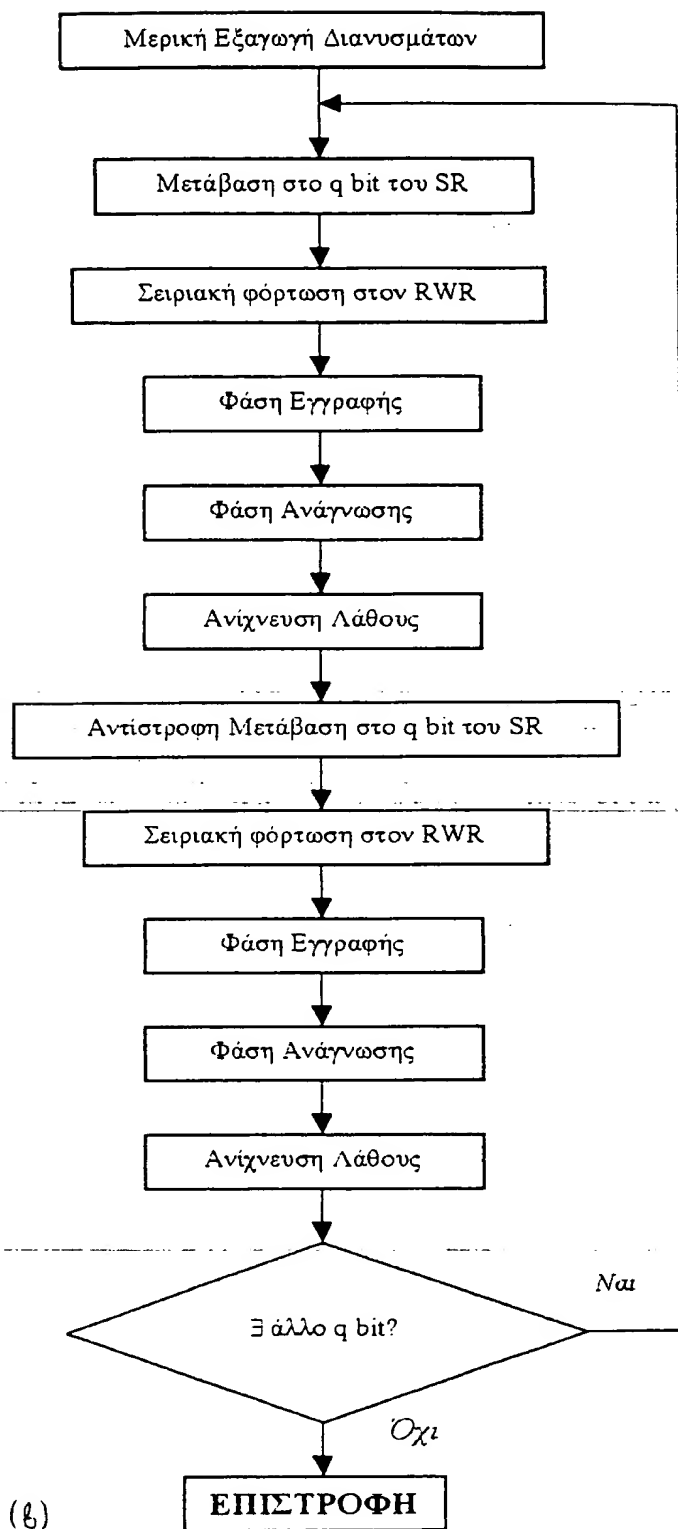 Μερική Εξαγωγή Διανυσμάτων
Μετάβαση στο q bit του SR
Σειριακή φόρτωση στον RWR
Φάση Εγγραφής
Φάση Ανάγνωσης
Ανίχνευση Λάθους
Αντίστροφη Μετάβαση στο q bit του SR
Σειριακή φόρτωση στον RWR
Φάση Εγγραφής
Φάση Ανάγνωσης
Ανίχνευση Λάθους
Ναι
∃ άλλο q bit?
Όχι
(β) ΕΠΙΣΤΡΟΦΗ